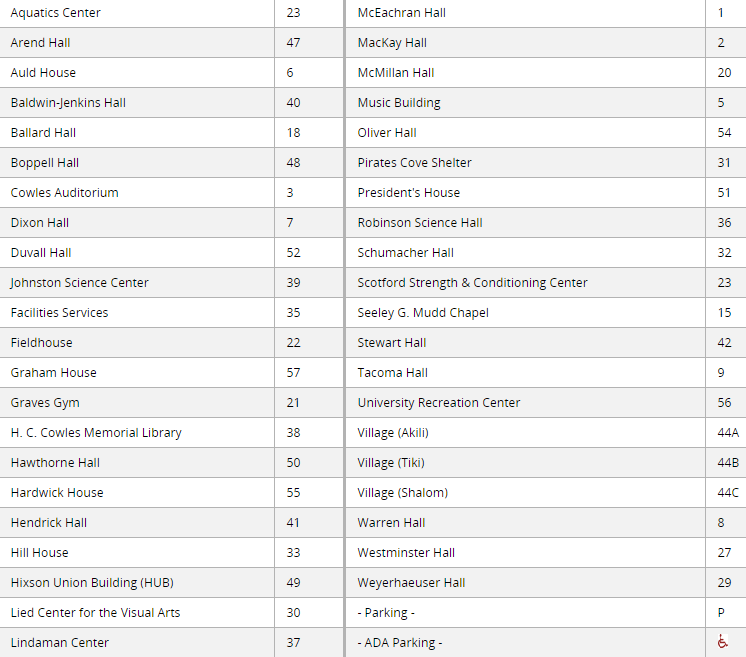 Aquatics Center 23 McEachran Hall 1
Arend Hall 47 MacKay Hall 2
Auld House 6 McMillan Hall 20
Baldwin-Jenkins Hall 40 Music Building 5
Ballard Hall 18 Oliver Hall 54
Boppell Hall 48 Pirates Cove Shelter 31
Cowles Auditorium 3 President's House 51
Dixon Hall 7 Robinson Science Hall 36
Duvall Hall 52 Schumacher Hall 32
Johnston Science Center 39 Scotford Strength & Conditioning Center 23
Facilities Services 35 Seeley G. Mudd Chapel 15
Fieldhouse 22 Stewart Hall 42
Graham House 57 Tacoma Hall 9
Graves Gym 21 University Recreation Center 56
H. C. Cowles Memorial Library 38 Village (Akili) 44A
Hawthorne Hall 50 Village (Tiki) 44B
Hardwick House 55 Village (Shalom) 44C
Hendrick Hall 41 Warren Hall 8
Hill House 33 Westminster Hall 27
Hixson Union Building (HUB) 49 Weyerhaeuser Hall 29
Lied Center for the Visual Arts 30 - Parking - P
Lindaman Center 37 - ADA Parking -